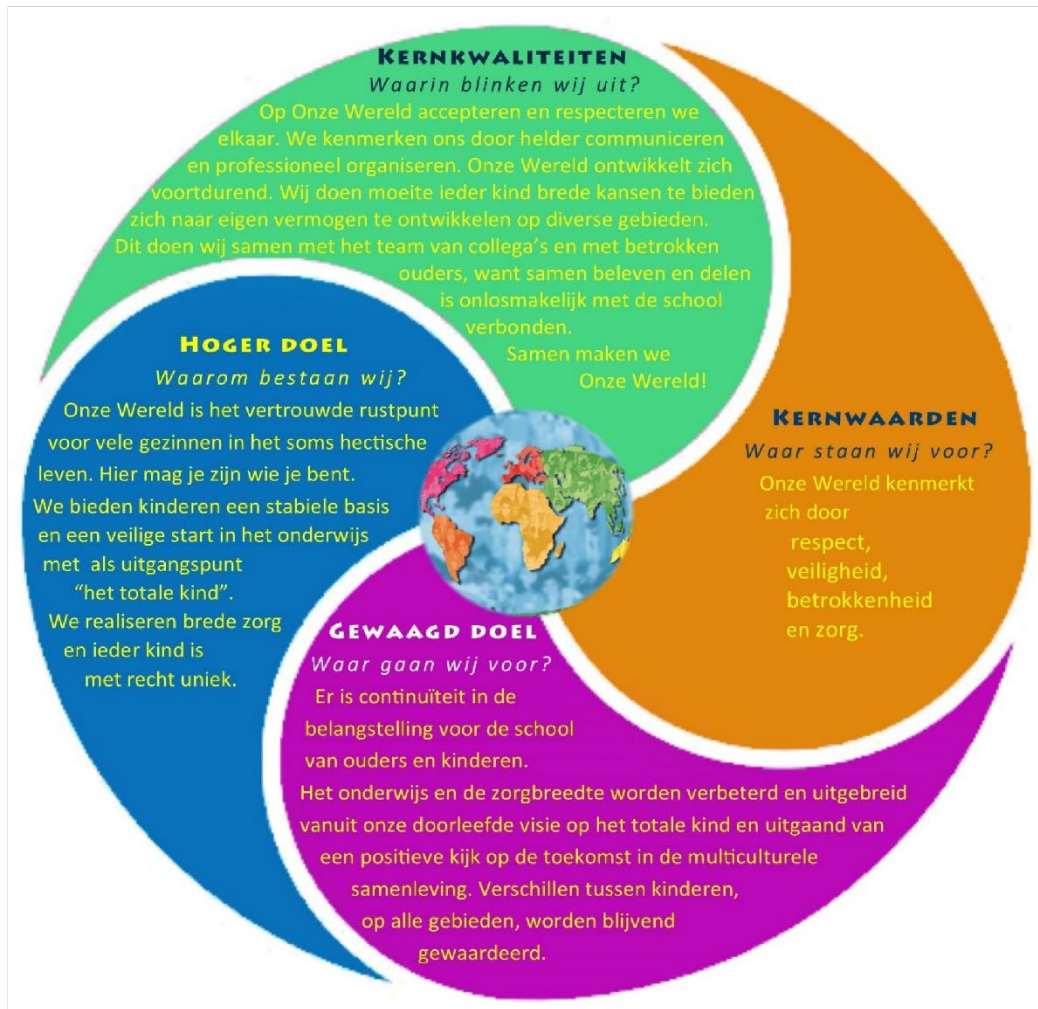 KERNKWALITEITEN
Waarin blinken wij uit?
Op Onze Wereld accepteren en respecteren we
elkaar. We kenmerken ons door helder communiceren
en professioneel organiseren. Onze Wereld ontwikkelt zich
voortdurend. Wij doen moeite ieder kind brede kansen te bieden
zich naar eigen vermogen te ontwikkelen op diverse gebieden.
Dit doen wij samen met het team van collega's en met betrokken
ouders, want samen beleven en delen
is onlosmakelijk met de school
verbonden.
Samen maken we
Onze Wereld!
HOGER DOEL
Waarom bestaan wij?
Onze Wereld is het vertrouwde rustpunt
voor vele gezinnen in het soms hectische
leven. Hier mag je zijn wie je bent.
We bieden kinderen een stabiele basis
en een veilige start in het onderwijs
met als uitgangspunt
“het totale kind”.
We realiseren brede zorg
en ieder kind is
met recht uniek.
KERNWAARDEN
Waar staan wij voor?
Onze Wereld kenmerkt
zich door
respect,
veiligheid,
betrokkenheid
en zorg.
GEWAAGD DOEL
Waar gaan wij voor?
Er is continuïteit in de
belangstelling voor de school
van ouders en kinderen.
Het onderwijs en de zorgbreedte worden verbeterd en uitgebreid
vanuit onze doorleefde visie op het totale kind en uitgaand van
een positieve kijk op de toekomst in de multiculturele
samenleving. Verschillen tussen kinderen,
op alle gebieden, worden blijvend
gewaardeerd.